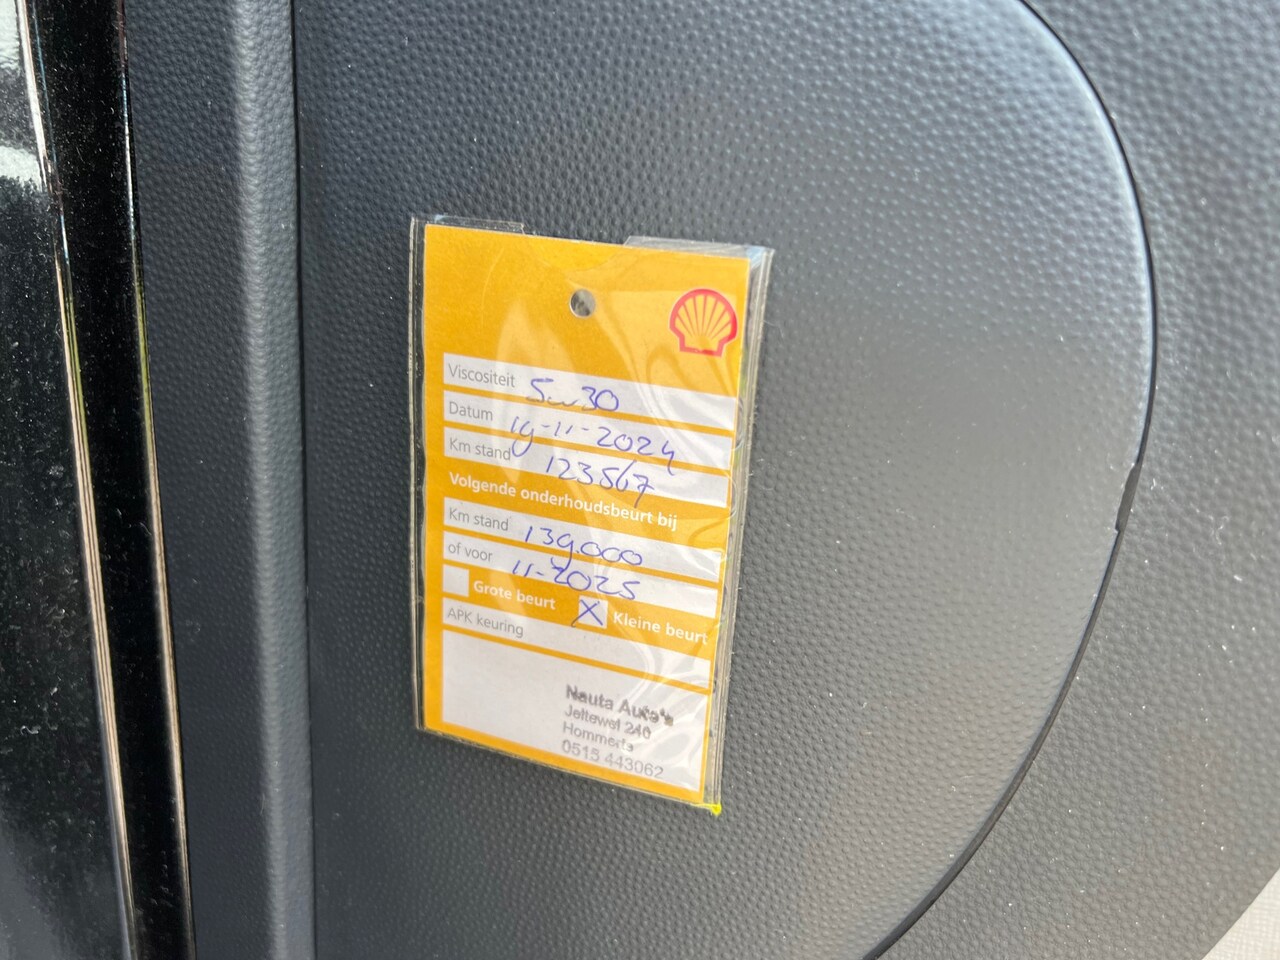 Viscositeit 5w30
Datum 19-11-2024
Km stand 123567
Volgende onderhoudsbeurt bij
Km stand 139.000
of voor 11-2025
Grote beurt X Kleine beurt
APK keuring
Nauta Auto's
Jeltewei 240
Hommerts
0515 443062